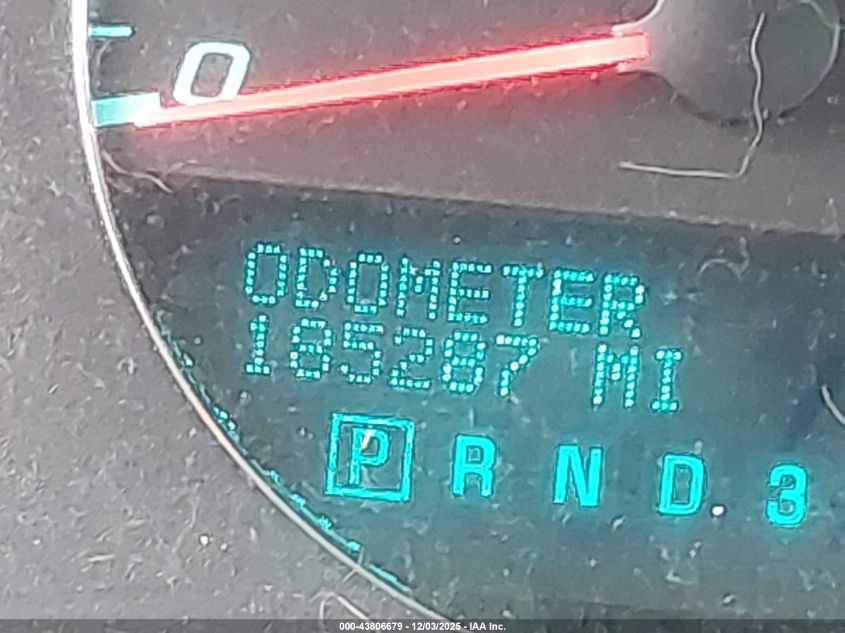 0
ODOMETER
185287 MI
P R N D 3
000-43806679 - 12/03/2025 - IAA Inc.